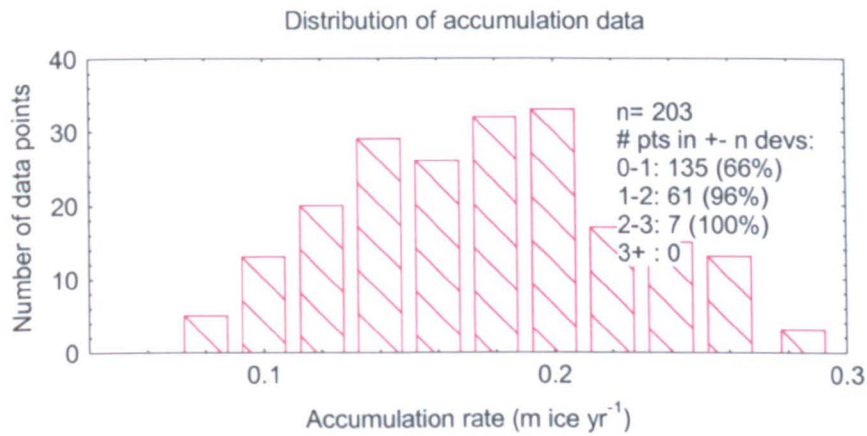 Distribution of accumulation data
Number of data points
40
30
20
10
0
n= 203
# pts in +- n devs:
0-1: 135 (66%)
1-2: 61 (96%)
2-3: 7 (100%)
3+ : 0
0.1
0.2
0.3
Accumulation rate (m ice yr⁻¹)